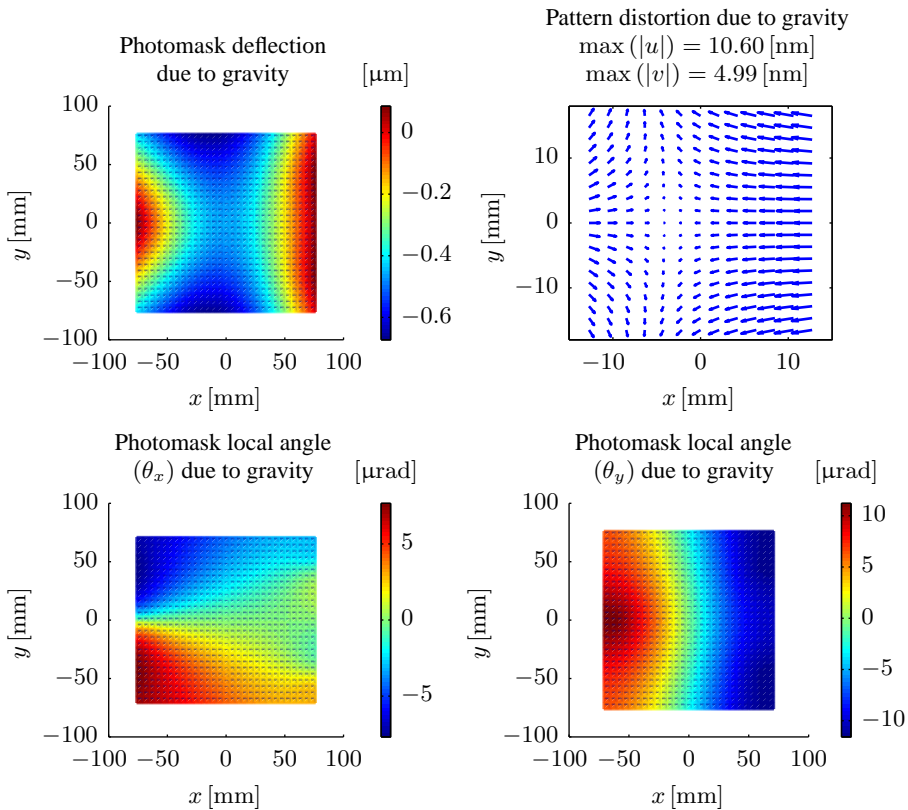 Photomask deflection
due to gravity
[µm]
100
50
0
−50
−100
y [mm]
−100
−50
0
50
100
x [mm]
0
−0.2
−0.4
−0.6
Pattern distortion due to gravity
max (|u|) = 10.60 [nm]
max (|v|) = 4.99 [nm]
10
0
−10
y [mm]
−10
0
10
x [mm]
Photomask local angle
(θx) due to gravity
[µrad]
100
50
0
−50
−100
y [mm]
−100
−50
0
50
100
x [mm]
5
0
−5
Photomask local angle
(θy) due to gravity
[µrad]
100
50
0
−50
−100
y [mm]
−100
−50
0
50
100
x [mm]
10
5
0
−5
−10